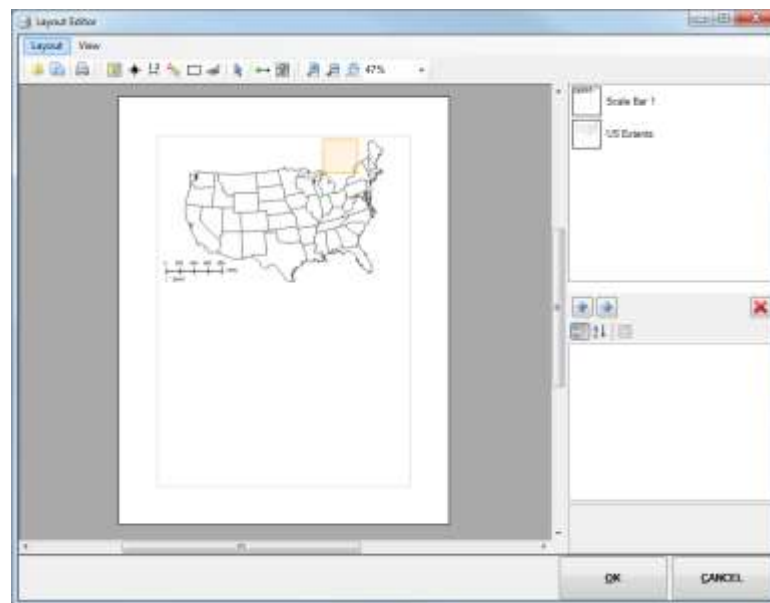 Layout Editor
Layout View
47%
Scale Bar 1
US Extents
OK CANCEL